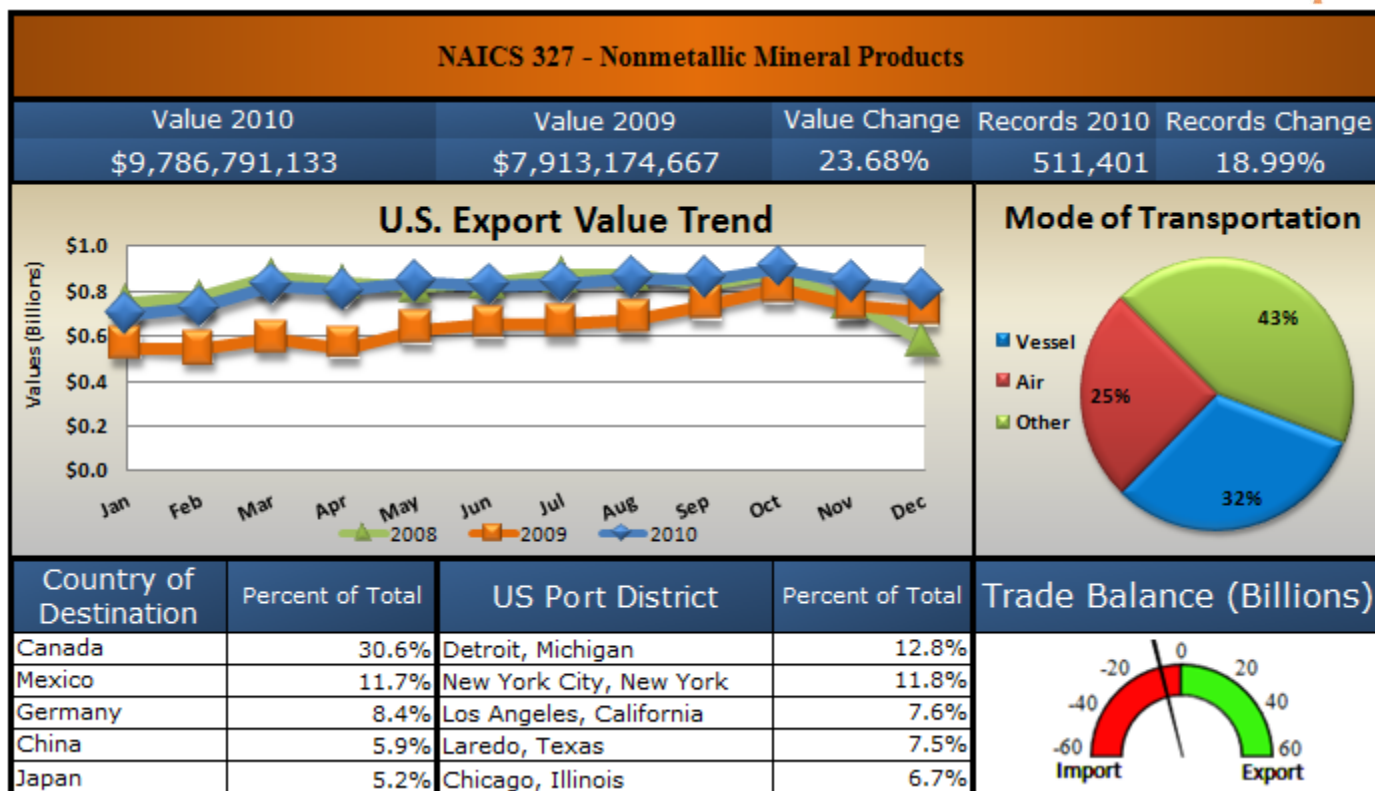 NAICS 327 - Nonmetallic Mineral Products
Value 2010 Value 2009 Value Change Records 2010 Records Change
$9,786,791,133 $7,913,174,667 23.68% 511,401 18.99%
U.S. Export Value Trend
Values (Billions)
$1.0
$0.8
$0.6
$0.4
$0.2
$0.0
Jan Feb Mar Apr May Jun Jul Aug Sep Oct Nov Dec
2008 2009 2010
Mode of Transportation
Vessel
Air
Other
43%
25%
32%
Country of Destination Percent of Total US Port District Percent of Total
Canada 30.6% Detroit, Michigan 12.8%
Mexico 11.7% New York City, New York 11.8%
Germany 8.4% Los Angeles, California 7.6%
China 5.9% Laredo, Texas 7.5%
Japan 5.2% Chicago, Illinois 6.7%
Trade Balance (Billions)
-60 -40 -20 0 20 40 60
Import Export